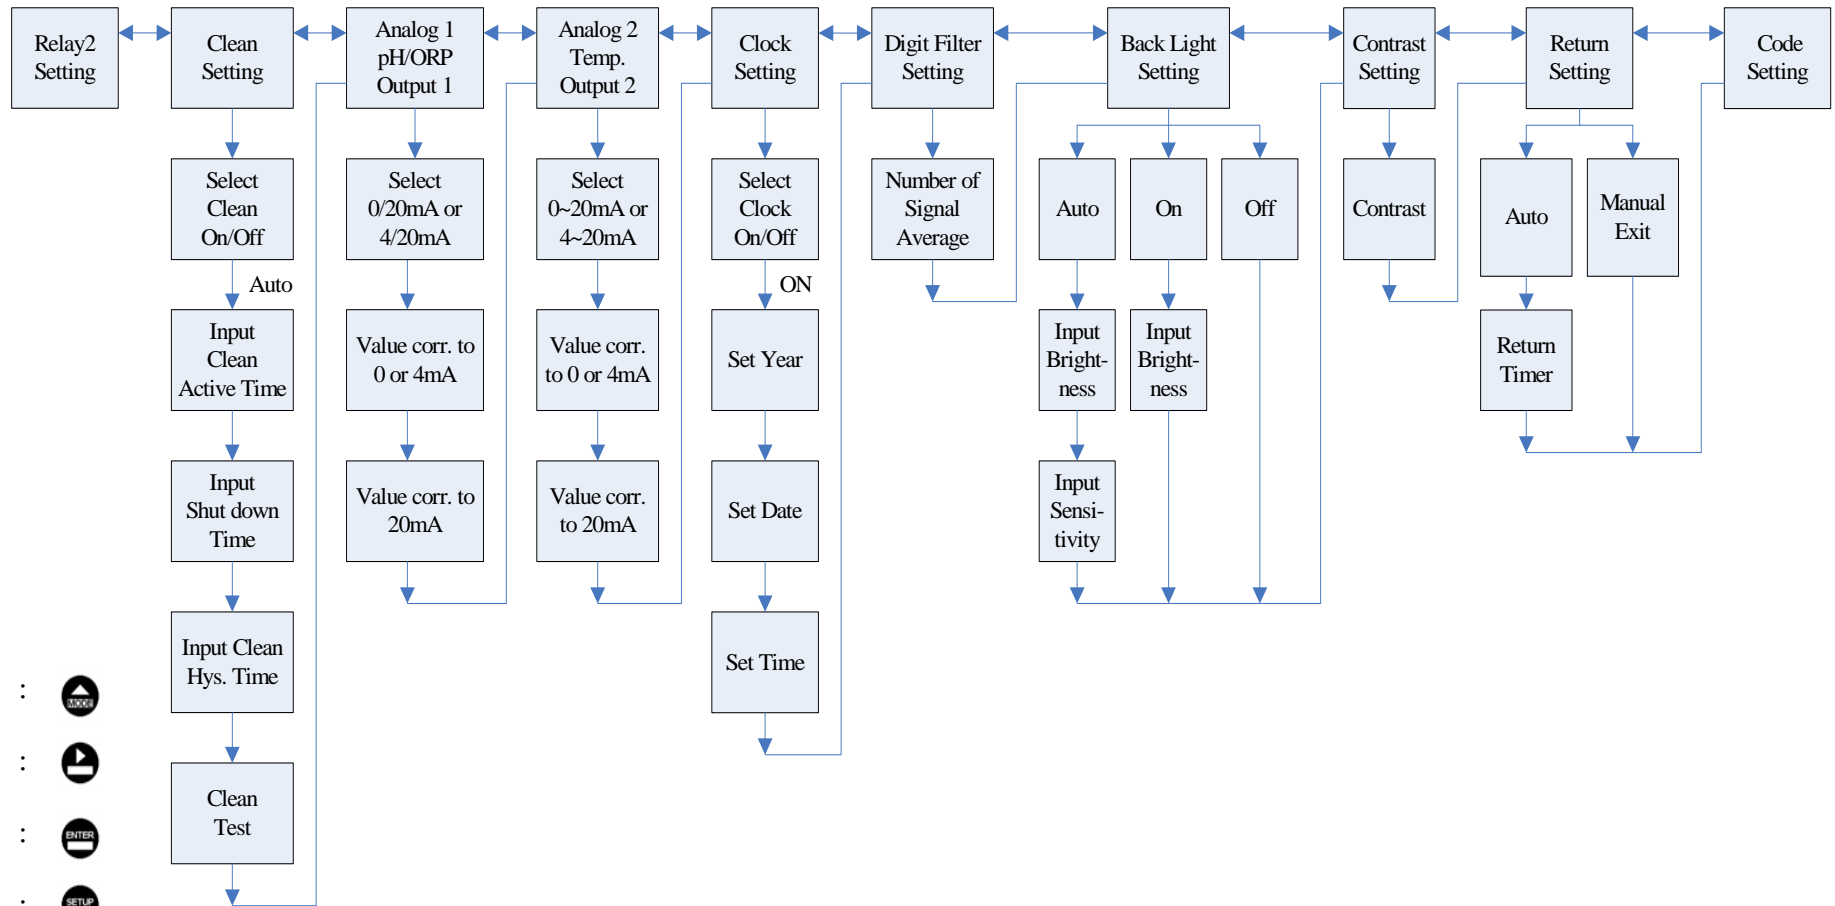 Relay2
Setting
Clean
Setting
Analog 1
pH/ORP
Output 1
Analog 2
Temp.
Output 2
Clock
Setting
Digit Filter
Setting
Back Light
Setting
Contrast
Setting
Return
Setting
Code
Setting
Select
Clean
On/Off
Select
0/20mA or
4/20mA
Select
0~20mA or
4~20mA
Select
Clock
On/Off
Number of
Signal
Average
Auto
On
Off
Contrast
Auto
Manual
Exit
Auto
ON
Input
Clean
Active Time
Value corr. to
0 or 4mA
Value corr.
to 0 or 4mA
Set Year
Input
Bright-
ness
Input
Bright-
ness
Return
Timer
Input
Shut down
Time
Value corr. to
20mA
Value corr.
to 20mA
Set Date
Input
Sensi-
tivity
Input Clean
Hys. Time
Set Time
Clean
Test
:
MODE
:
:
ENTER
:
SETUP